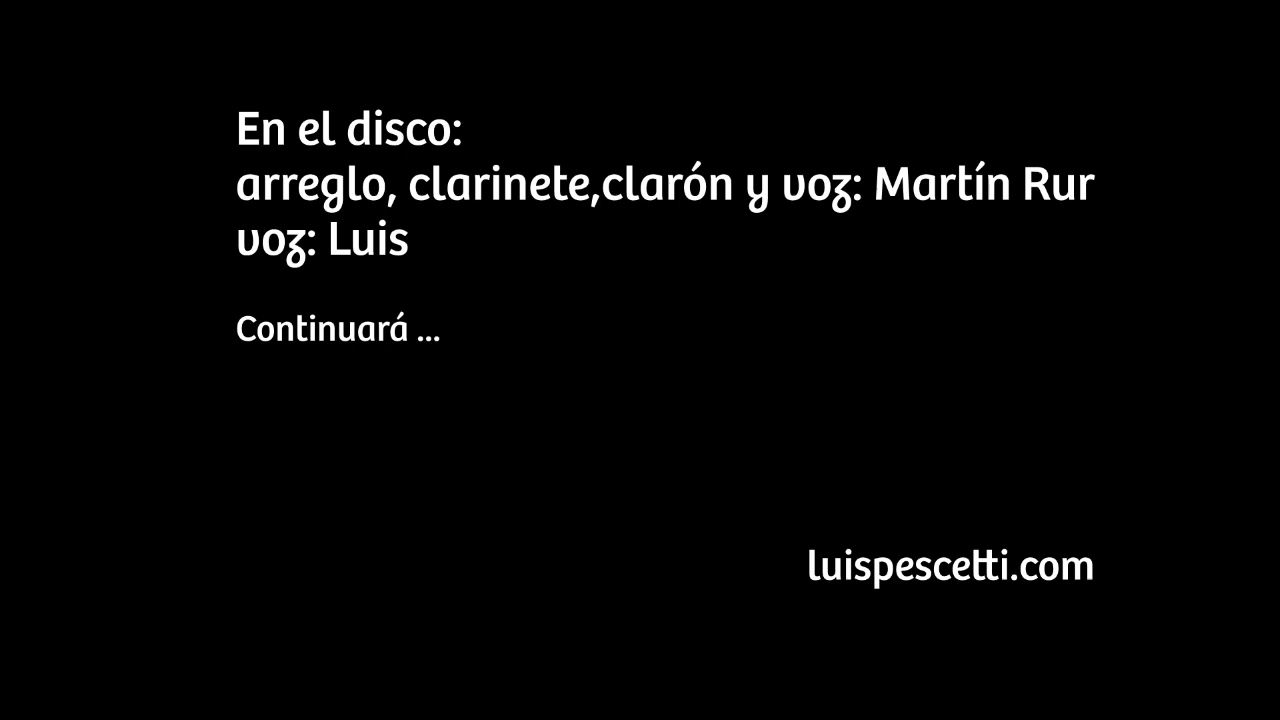 En el disco:
arreglo, clarinete,clarón y voz: Martín Rur
voz: Luis
Continuará ...
luispescetti.com